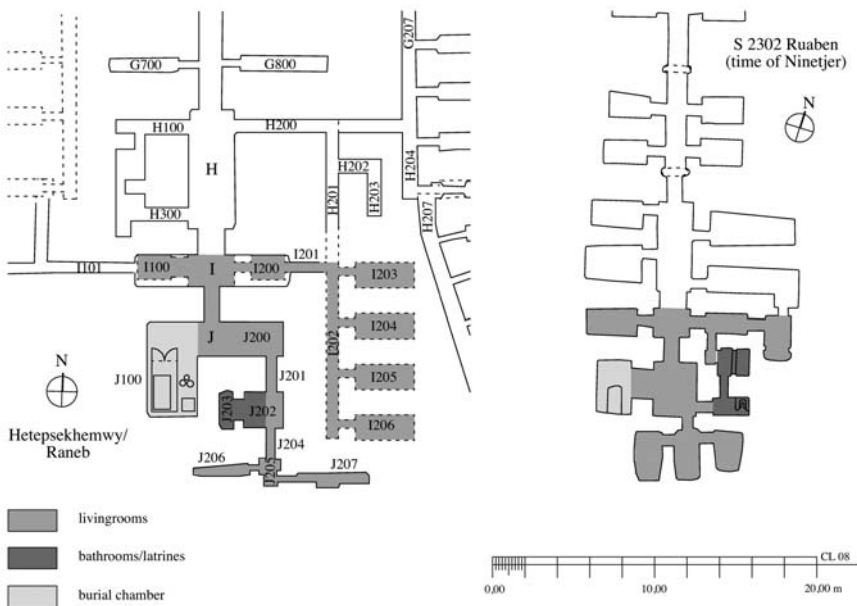 G700
G800
G207
S 2302 Ruaben
(time of Ninetjer)
N
H100
H200
H
H202
H204
H201
H203
H300
H207
I201
I101
I100
I
I200
I203
I204
I202
J
J200
J100
J201
I205
N
J203
J202
I206
Hetepsekhemwy/
Raneb
J204
J206
J205
J207
livingrooms
bathrooms/latrines
burial chamber
CL 08
0,00
10,00
20,00 m